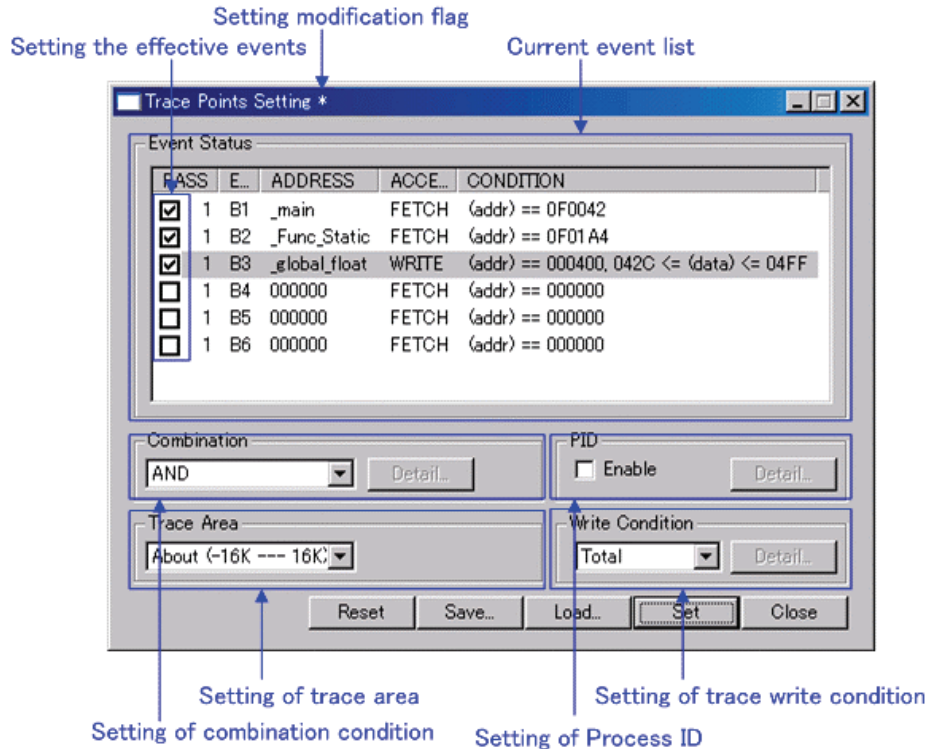 Setting modification flag
Setting the effective events
Current event list
Trace Points Setting *
Event Status
PASS E... ADDRESS ACCE... CONDITION
1 B1 _main FETCH (addr) == 0F0042
1 B2 _Func_Static FETCH (addr) == 0F01A4
1 B3 _global_float WRITE (addr) == 000400, 042C <= (data) <= 04FF
1 B4 000000 FETCH (addr) == 000000
1 B5 000000 FETCH (addr) == 000000
1 B6 000000 FETCH (addr) == 000000
Combination
AND Detail...
PID
Enable Detail...
Trace Area
About (-16K --- 16K)
Write Condition
Total Detail...
Reset Save... Load... Set Close
Setting of trace area
Setting of trace write condition
Setting of combination condition
Setting of Process ID